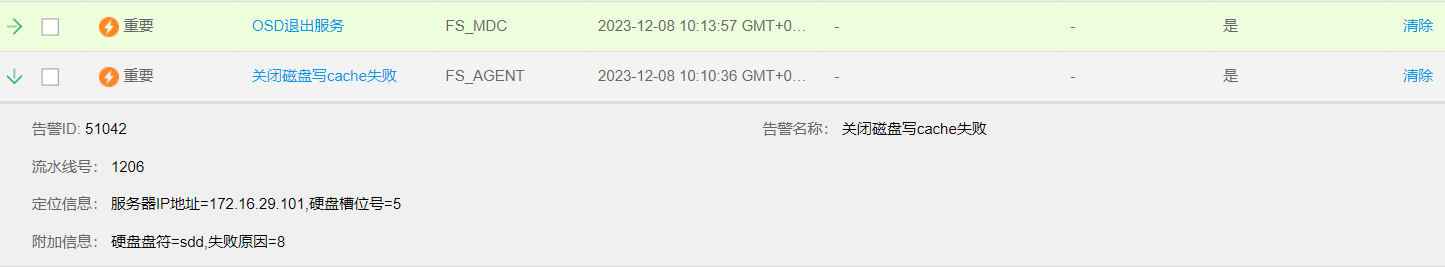 重要 OSD退出服务 FS_MDC 2023-12-08 10:13:57 GMT+0... - - 是 清除
重要 关闭磁盘写cache失败 FS_AGENT 2023-12-08 10:10:36 GMT+0... - - 是 清除
告警ID: 51042 告警名称： 关闭磁盘写cache失败
流水线号： 1206
定位信息： 服务器IP地址=172.16.29.101,硬盘槽位号=5
附加信息： 硬盘盘符=sdd,失败原因=8